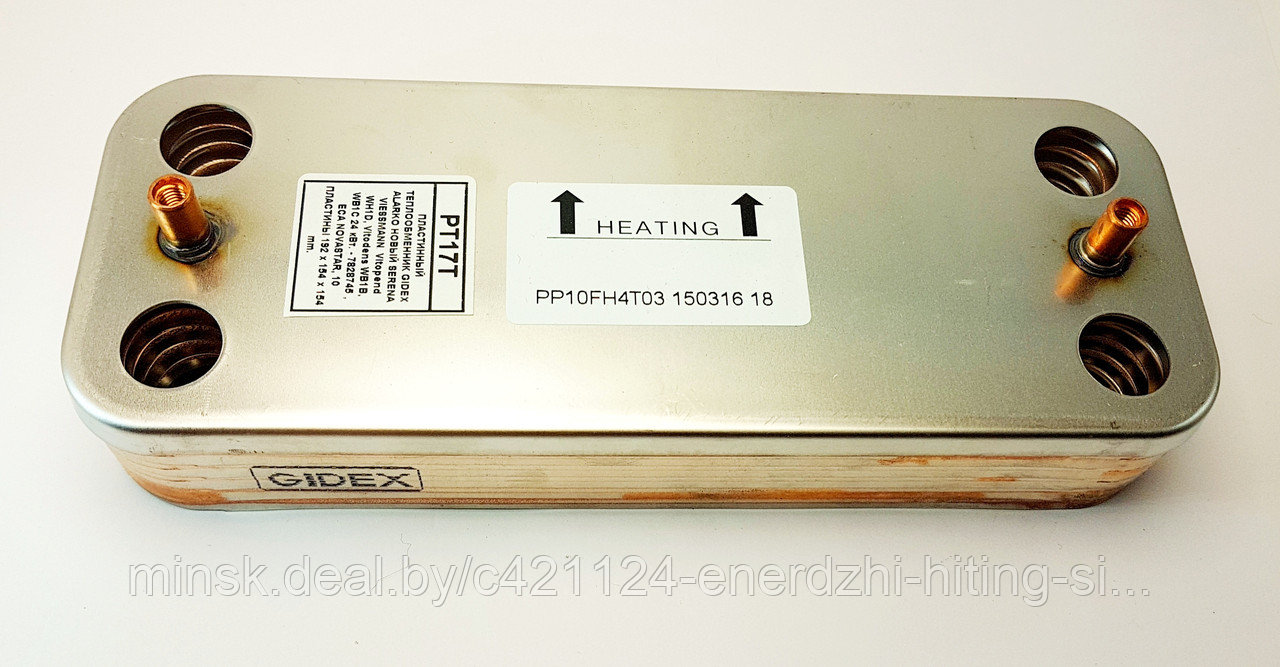 PT17T
ПЛАСТИННЫЙ
ТЕПЛООБМЕННИК GIDEX
ALARKO НОВЫЙ SERENA
VIESSMANN Vitopend
WH1D, Vitodens WB1B,
WB1C 24 кВт. - 7828745 ,
ECA NOVASTAR, 10
ПЛАСТИНЫ 192 x 154 x 154
mm.
HEATING
PP10FH4T03 150316 18
GIDEX
minsk.deal.by/c421124-enerdzhi-hiting-si...